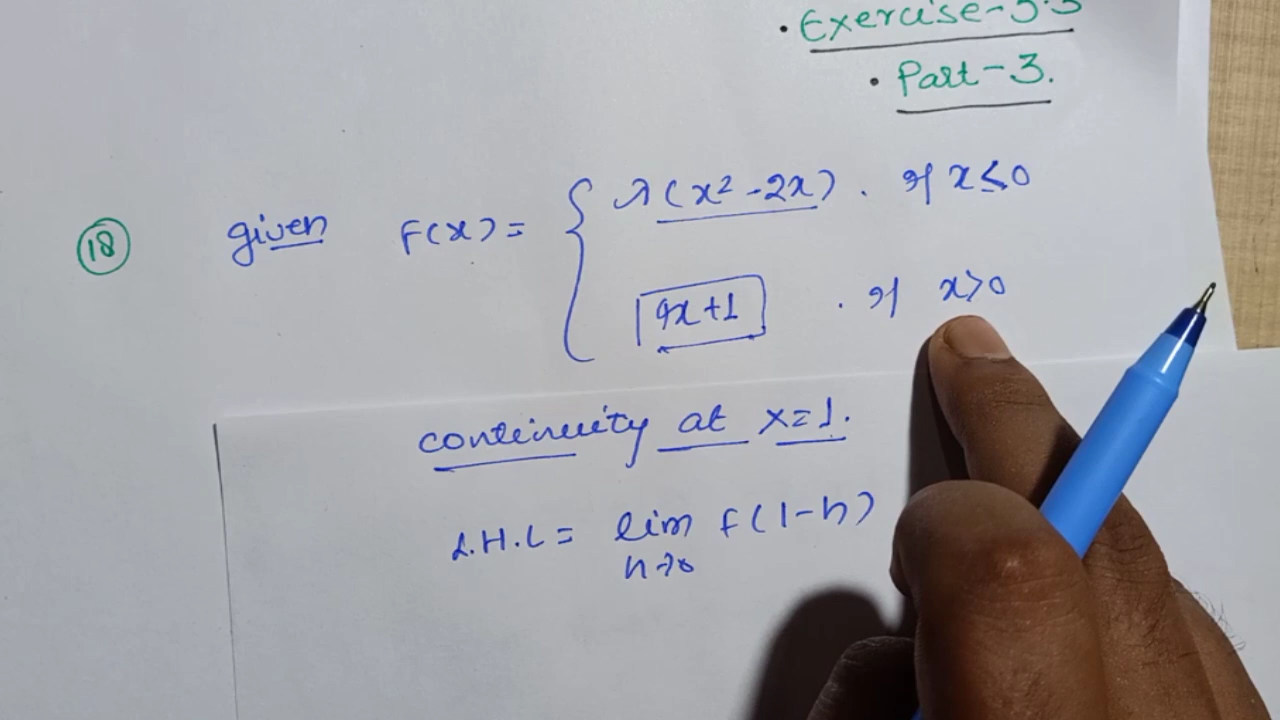 · Exercise-5.3
· Part-3.
18 given F(x) = { λ(x² - 2x) . if x ≤ 0
4x+1 . if x>0
continuity at x=1.
L.H.L = lim f(1-h)
h→0